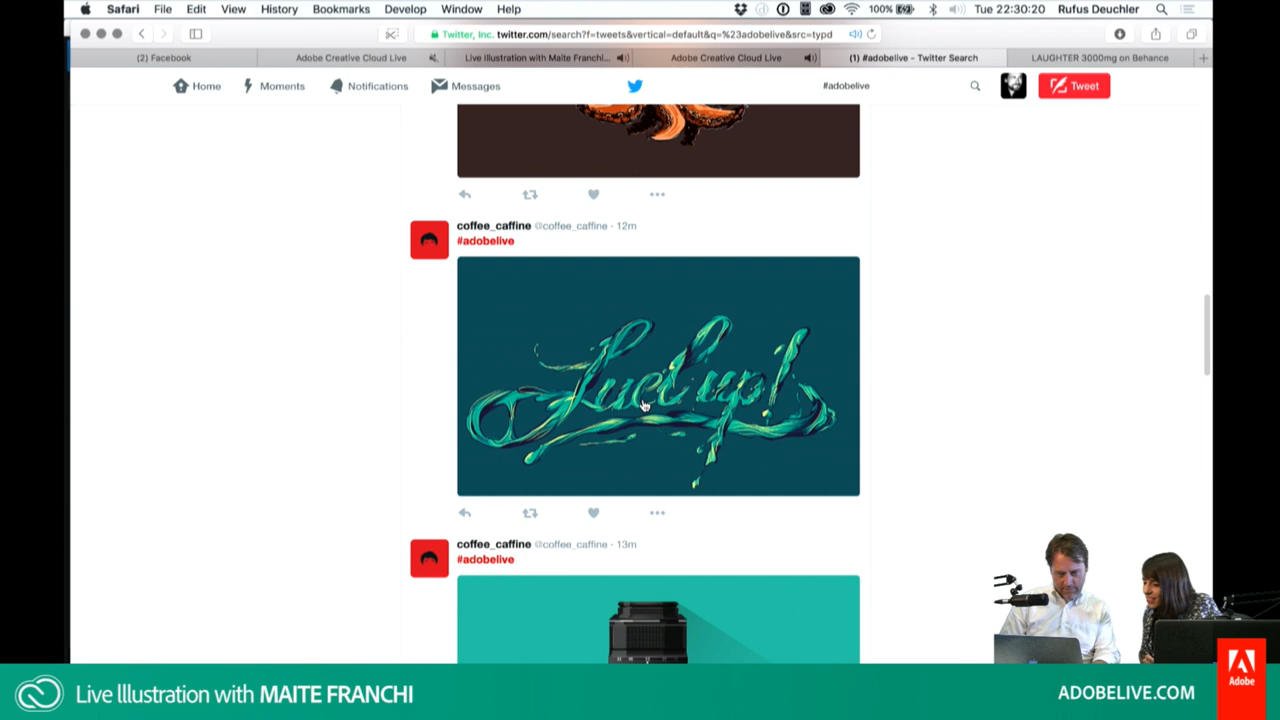 Safari File Edit View History Bookmarks Develop Window Help 100% Tue 22:30:20 Rufus Deuchler
Twitter, Inc. twitter.com/search?f=tweets&vertical=default&q=%23adobelive&src=typd
(2) Facebook Adobe Creative Cloud Live Live Illustration with Maite Franchi... Adobe Creative Cloud Live (1) #adobelive - Twitter Search LAUGHTER 3000mg on Behance
Home Moments Notifications Messages #adobelive Tweet
coffee_caffine @coffee_caffine · 12m
#adobelive
Fuel up!
coffee_caffine @coffee_caffine · 13m
#adobelive
Live Illustration with MAITE FRANCHI
ADOBELIVE.COM
Adobe